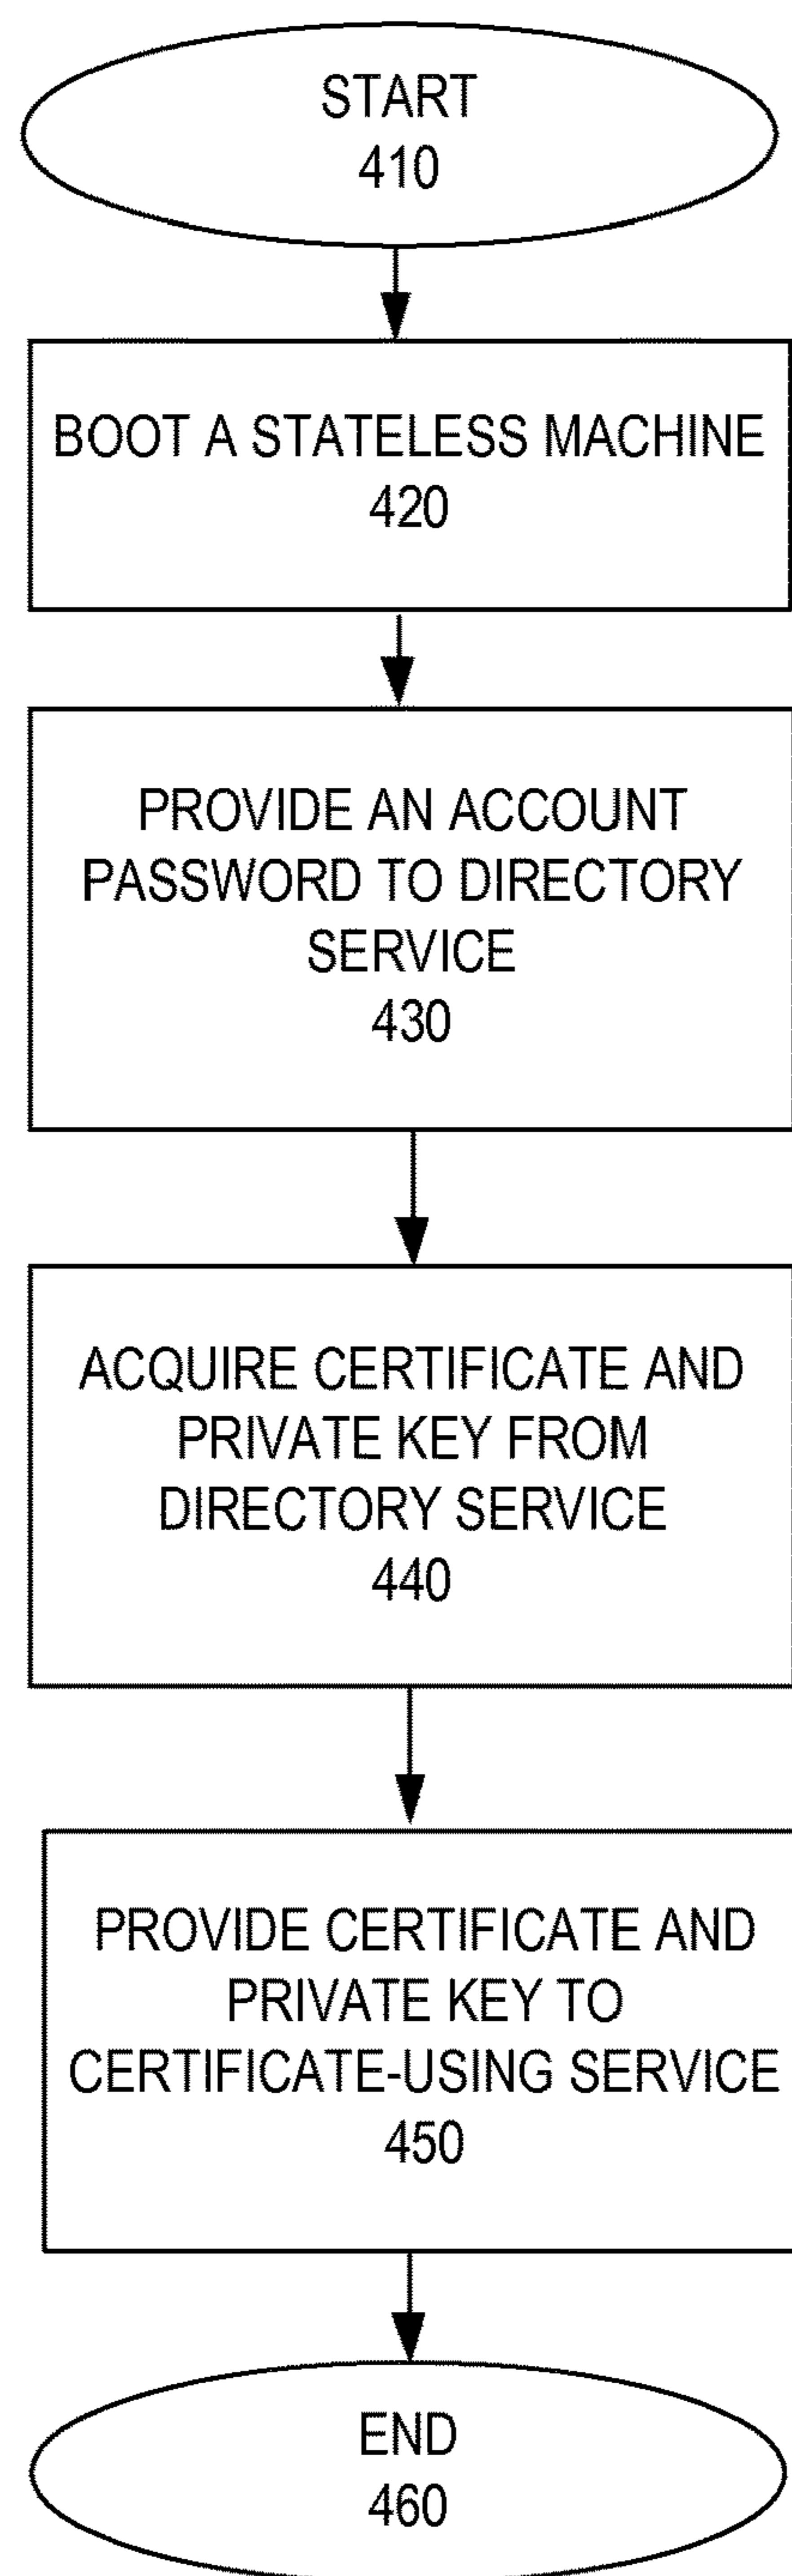 START
410
BOOT A STATELESS MACHINE
420
PROVIDE AN ACCOUNT
PASSWORD TO DIRECTORY
SERVICE
430
ACQUIRE CERTIFICATE AND
PRIVATE KEY FROM
DIRECTORY SERVICE
440
PROVIDE CERTIFICATE AND
PRIVATE KEY TO
CERTIFICATE-USING SERVICE
450
END
460